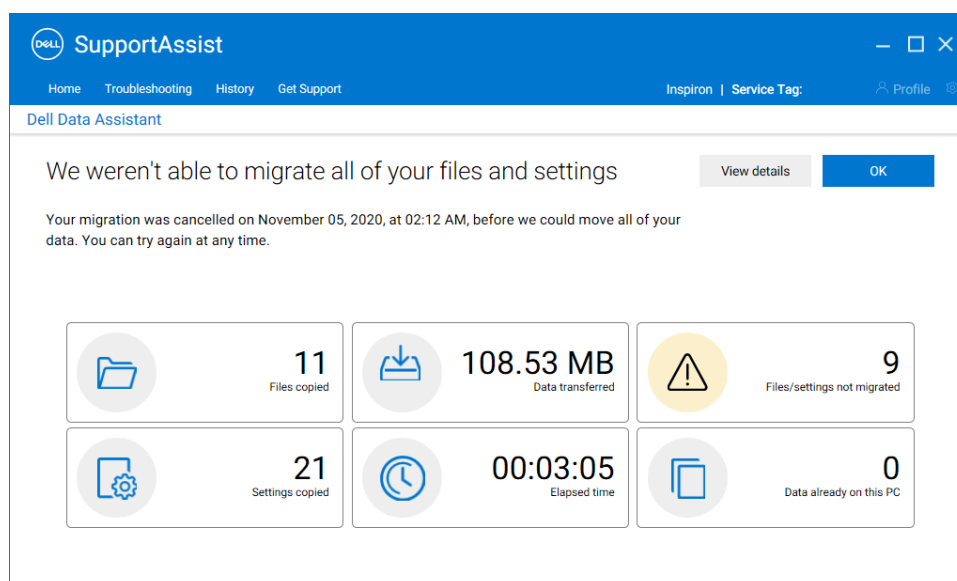 DELL SupportAssist
Home Troubleshooting History Get Support Inspiron | Service Tag: Profile
Dell Data Assistant
We weren't able to migrate all of your files and settings View details OK
Your migration was cancelled on November 05, 2020, at 02:12 AM, before we could move all of your
data. You can try again at any time.
11 108.53 MB 9
Files copied Data transferred Files/settings not migrated
21 00:03:05 0
Settings copied Elapsed time Data already on this PC